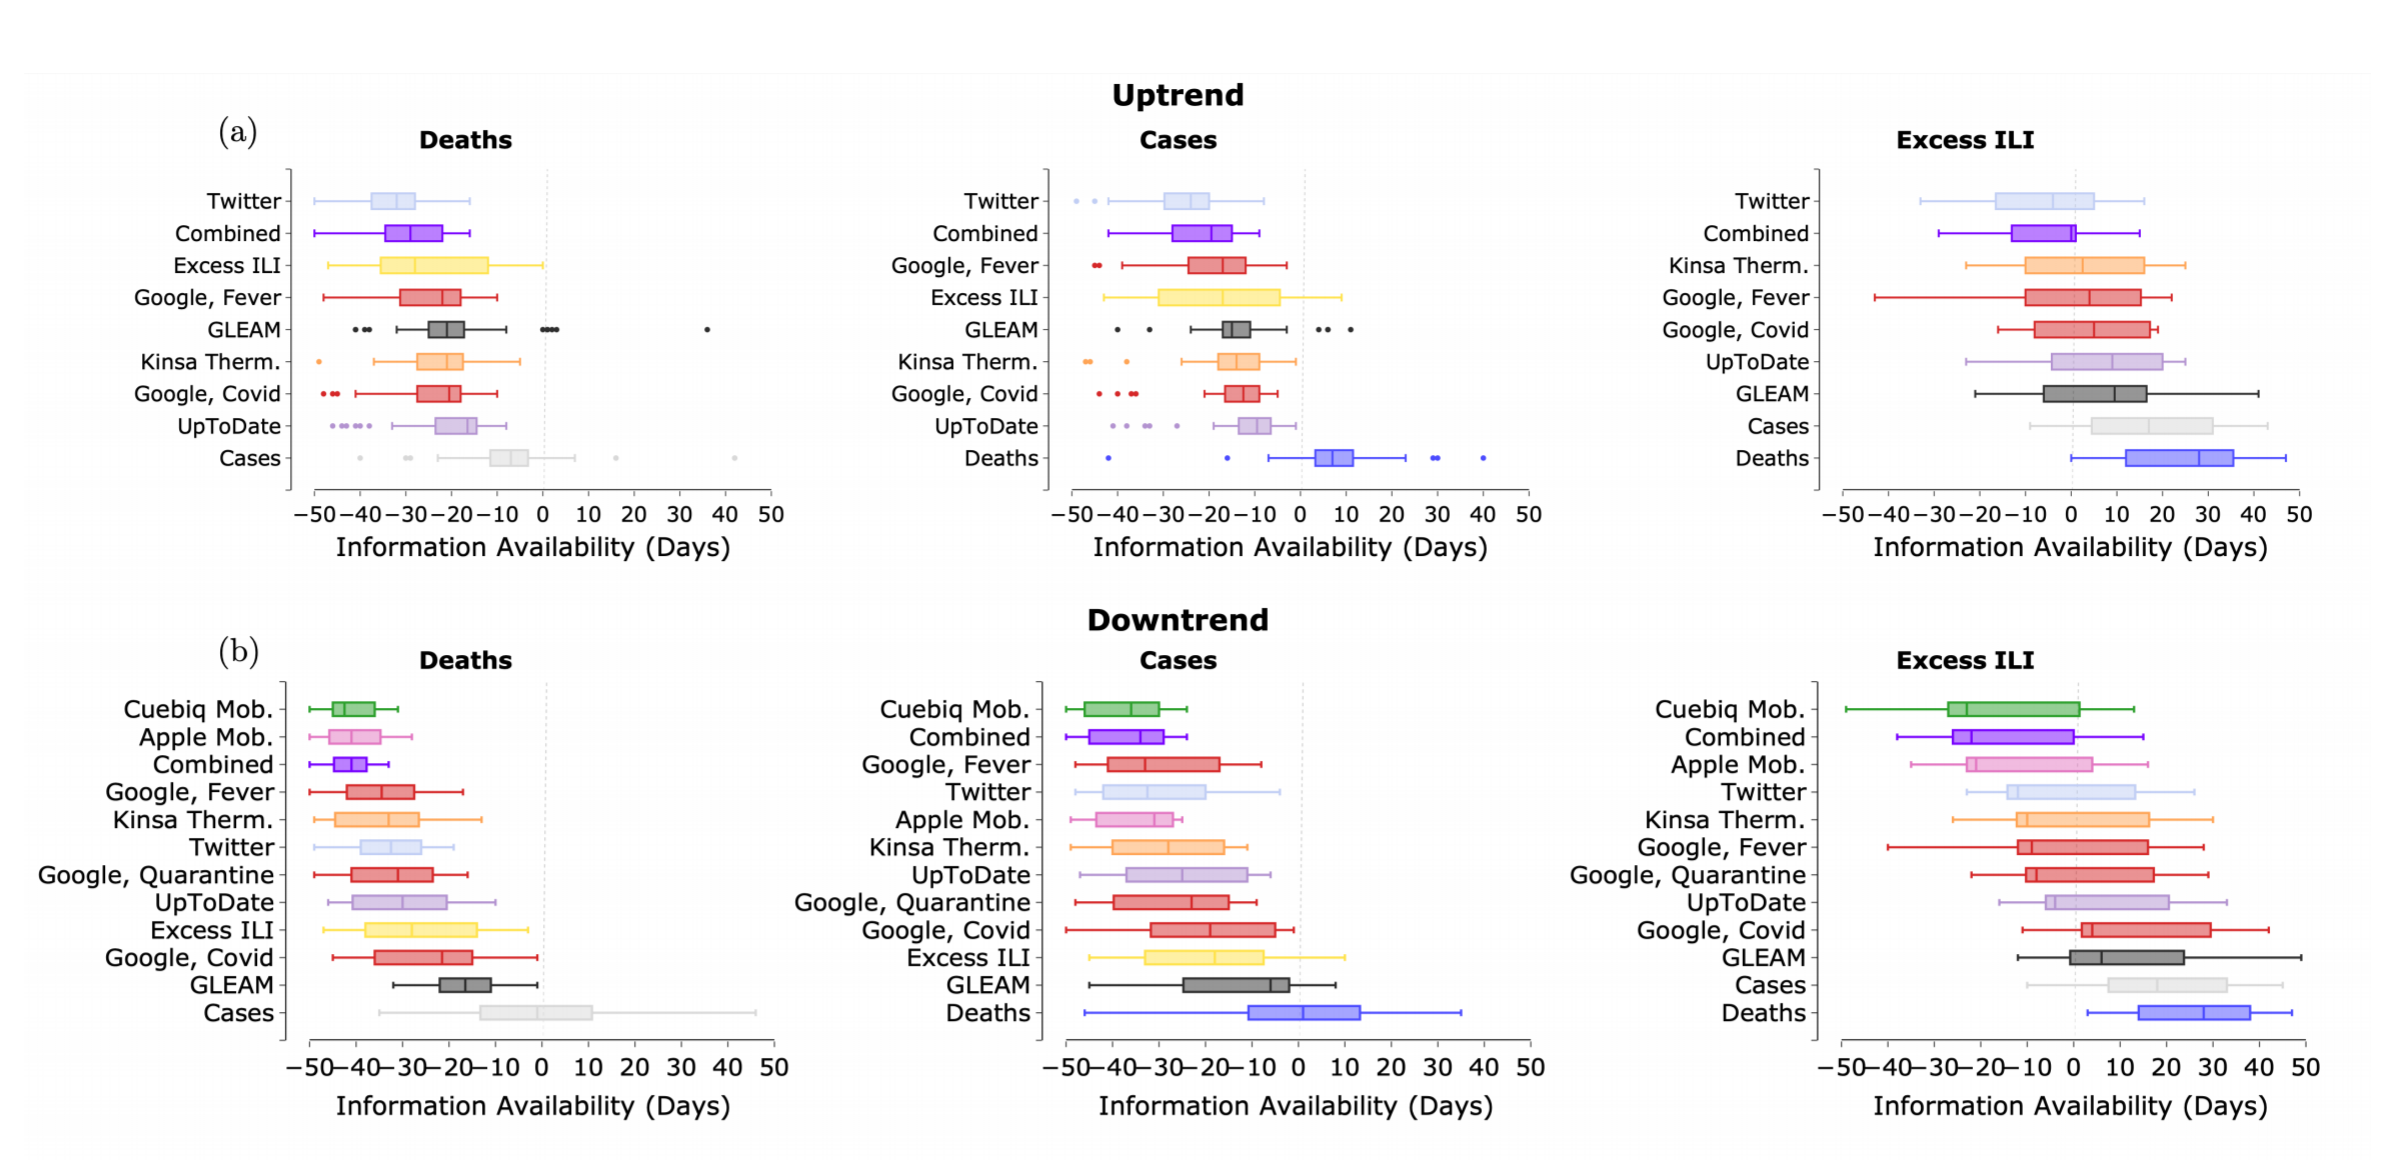 Uptrend
(a)
Deaths
Twitter
Combined
Excess ILI
Google, Fever
GLEAM
Kinsa Therm.
Google, Covid
UpToDate
Cases
−50 −40 −30 −20 −10 0 10 20 30 40 50
Information Availability (Days)
Cases
Twitter
Combined
Google, Fever
Excess ILI
GLEAM
Kinsa Therm.
Google, Covid
UpToDate
Deaths
−50 −40 −30 −20 −10 0 10 20 30 40 50
Information Availability (Days)
Excess ILI
Twitter
Combined
Kinsa Therm.
Google, Fever
Google, Covid
UpToDate
GLEAM
Cases
Deaths
−50 −40 −30 −20 −10 0 10 20 30 40 50
Information Availability (Days)
Downtrend
(b)
Deaths
Cuebiq Mob.
Apple Mob.
Combined
Google, Fever
Kinsa Therm.
Twitter
Google, Quarantine
UpToDate
Excess ILI
Google, Covid
GLEAM
Cases
−50 −40 −30 −20 −10 0 10 20 30 40 50
Information Availability (Days)
Cases
Cuebiq Mob.
Combined
Google, Fever
Twitter
Apple Mob.
Kinsa Therm.
UpToDate
Google, Quarantine
Google, Covid
Excess ILI
GLEAM
Deaths
−50 −40 −30 −20 −10 0 10 20 30 40 50
Information Availability (Days)
Excess ILI
Cuebiq Mob.
Combined
Apple Mob.
Twitter
Kinsa Therm.
Google, Fever
Google, Quarantine
UpToDate
Google, Covid
GLEAM
Cases
Deaths
−50 −40 −30 −20 −10 0 10 20 30 40 50
Information Availability (Days)